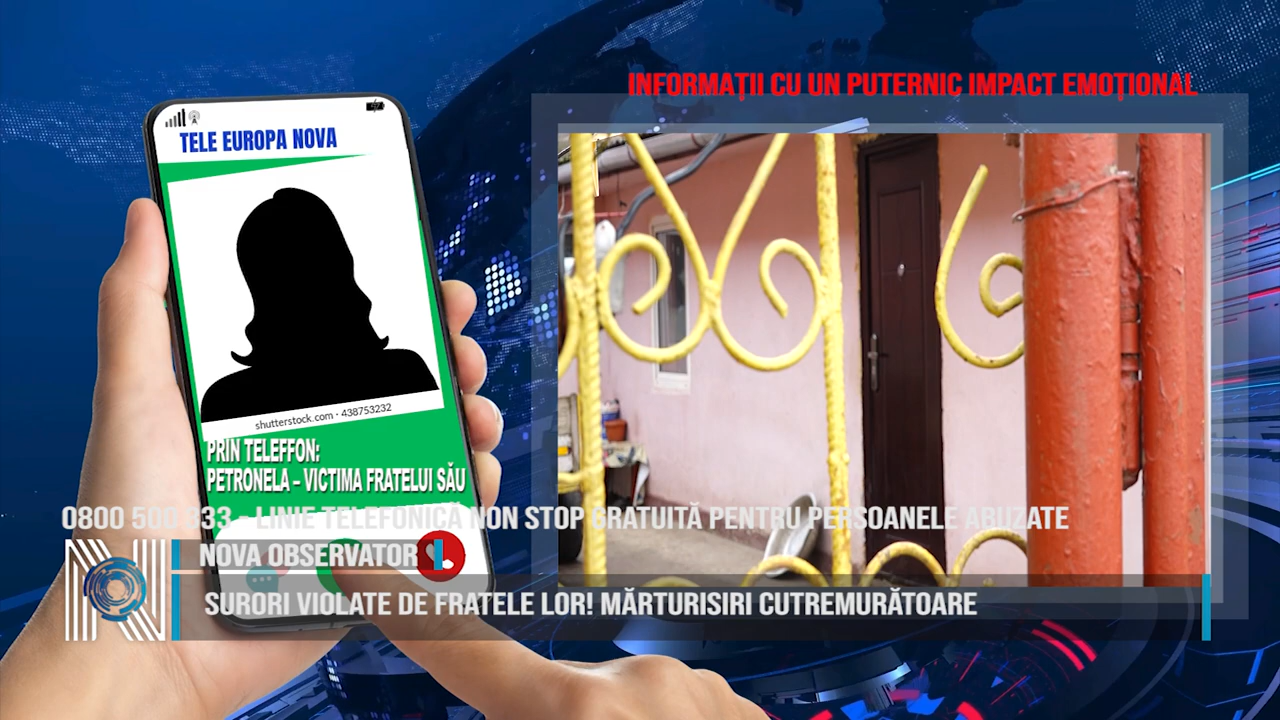 INFORMAȚII CU UN PUTERNIC IMPACT EMOȚIONAL
TELE EUROPA NOVA
shutterstock.com · 438753232
PRIN TELEFFON:
PETRONELA – VICTIMA FRATELUI SĂU
0800 500 333 - LINIE TELEFONICĂ NON STOP GRATUITĂ PENTRU PERSOANELE ABUZATE
NOVA OBSERVATOR
N
SURORI VIOLATE DE FRATELE LOR! MĂRTURISIRI CUTREMURĂTOARE